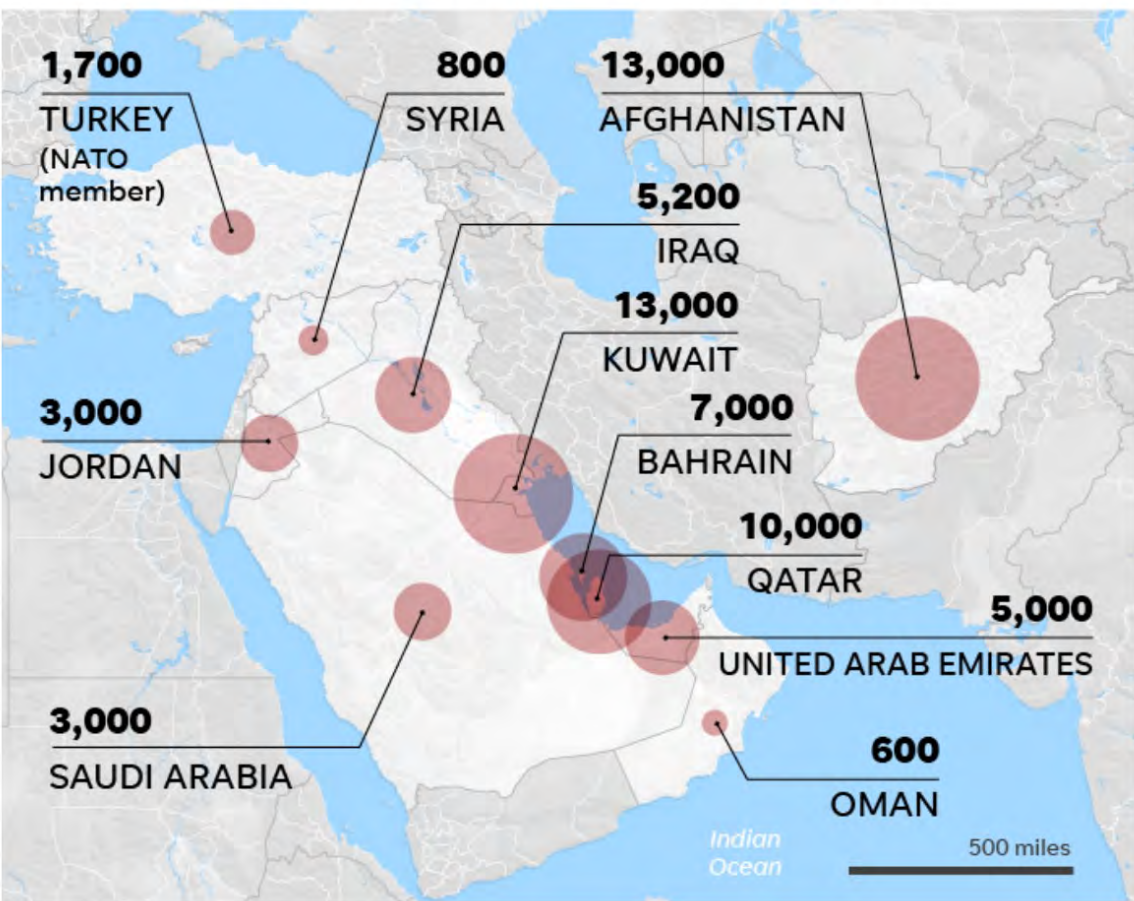 1,700
TURKEY
(NATO
member)
800
SYRIA
13,000
AFGHANISTAN
5,200
IRAQ
13,000
KUWAIT
7,000
BAHRAIN
3,000
JORDAN
10,000
QATAR
5,000
UNITED ARAB EMIRATES
3,000
SAUDI ARABIA
600
OMAN
Indian
Ocean
500 miles